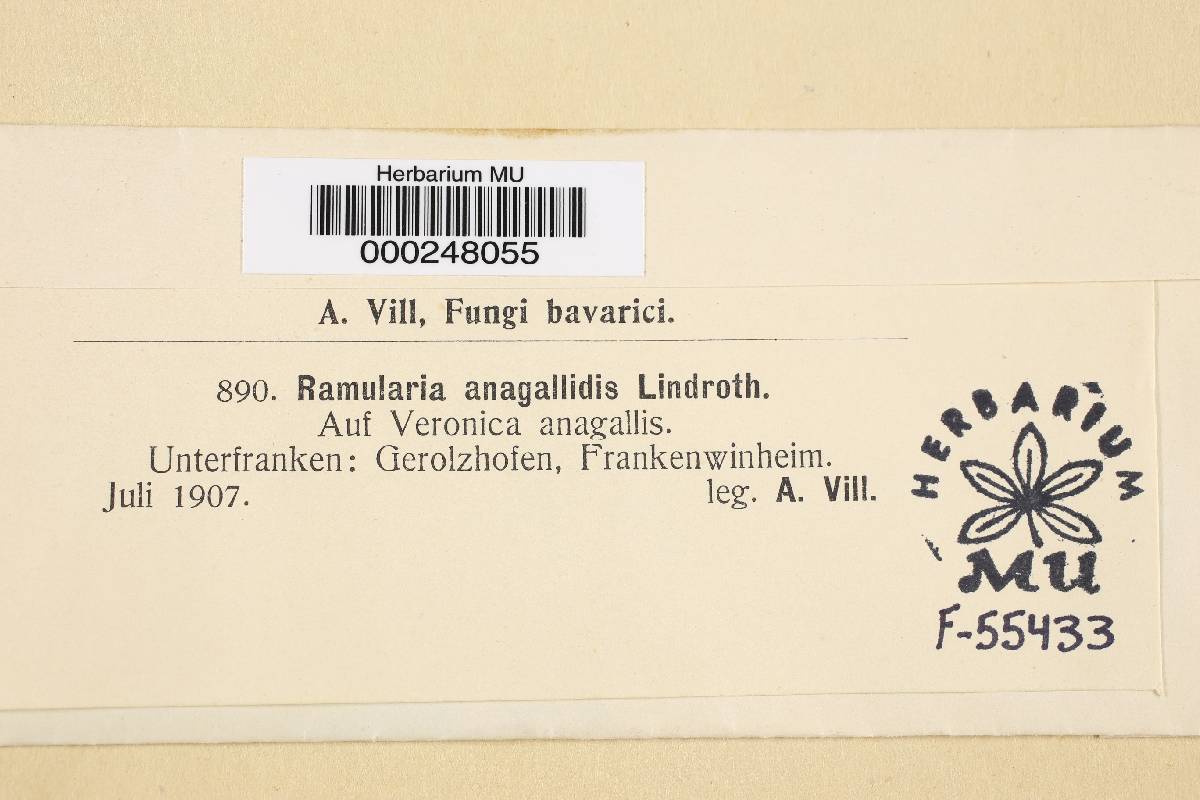 Herbarium MU
000248055
A. Vill, Fungi bavarici.
890. Ramularia anagallidis Lindroth.
Auf Veronica anagallis.
Unterfranken: Gerolzhofen, Frankenwinheim.
Juli 1907. leg. A. Vill.
HERBARIUM
MU
F-55433